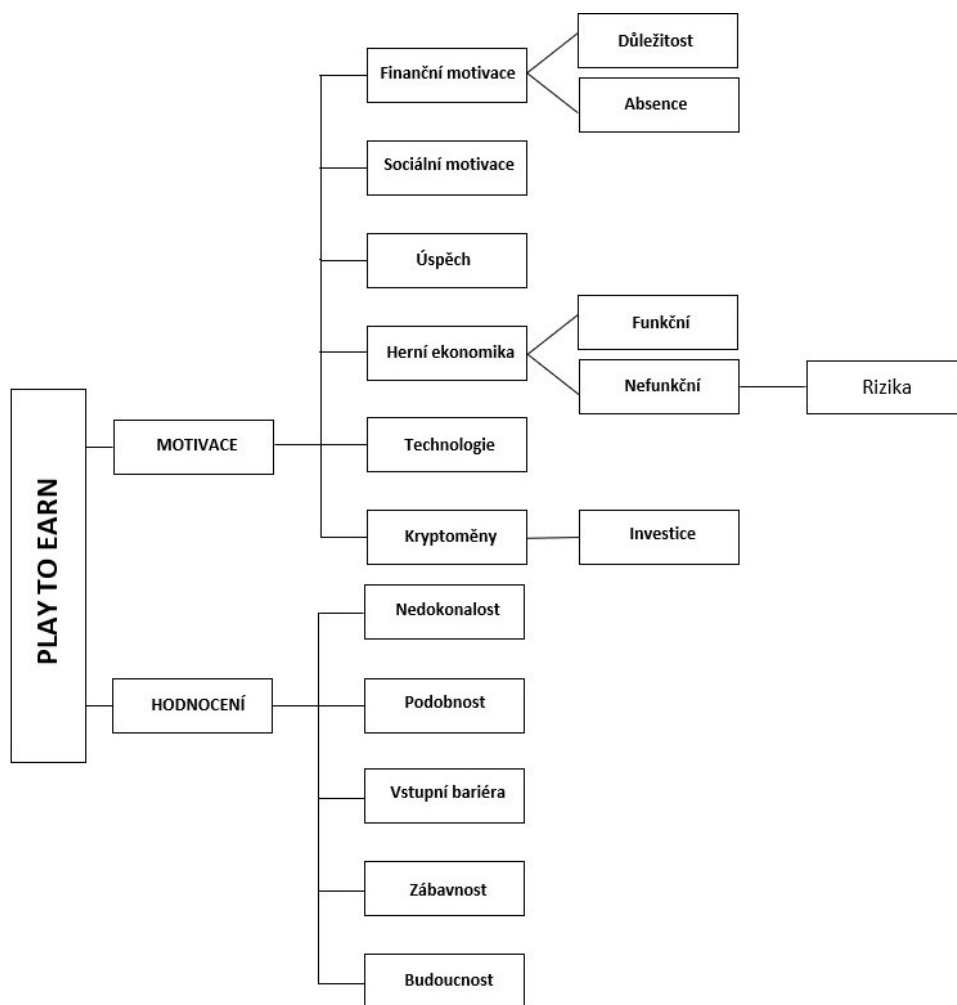 PLAY TO EARN
MOTIVACE
Finanční motivace
Důležitost
Absence
Sociální motivace
Úspěch
Herní ekonomika
Funkční
Nefunkční
Rizika
Technologie
Kryptoměny
Investice
HODNOCENÍ
Nedokonalost
Podobnost
Vstupní bariéra
Zábavnost
Budoucnost